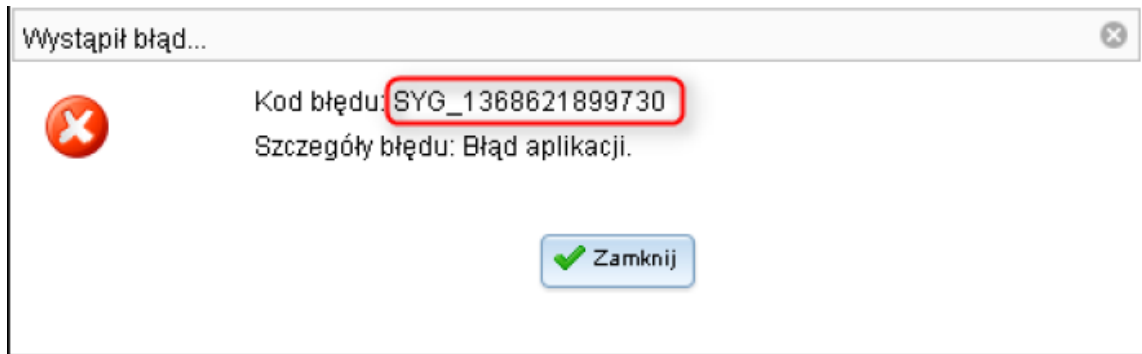 Wystąpił błąd...
Kod błędu: SYG_1368621899730
Szczegóły błędu: Błąd aplikacji.
Zamknij